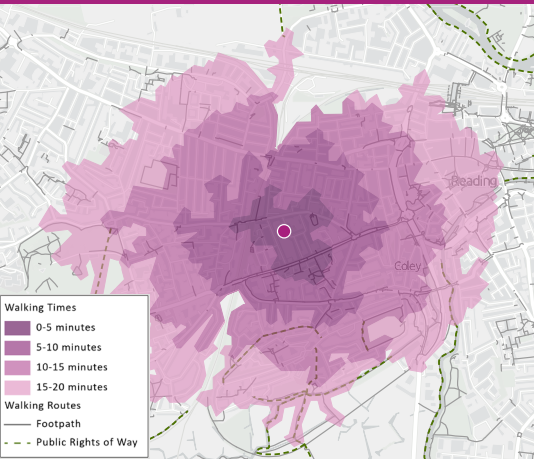 Reading
Coley
Walking Times
0-5 minutes
5-10 minutes
10-15 minutes
15-20 minutes
Walking Routes
Footpath
Public Rights of Way